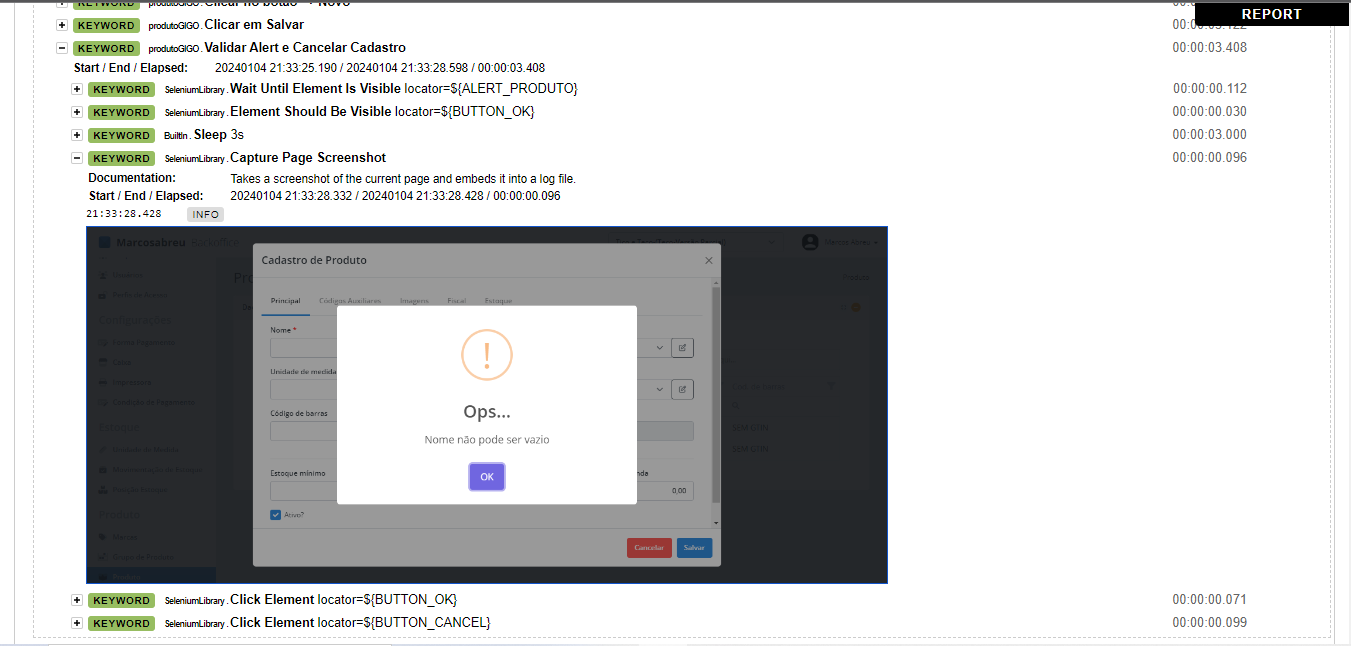 KEYWORD produtoGIGO . Clicar no botão -> Novo
KEYWORD produtoGIGO . Clicar em Salvar 00:00:03.122
REPORT
KEYWORD produtoGIGO . Validar Alert e Cancelar Cadastro 00:00:03.408
Start / End / Elapsed: 20240104 21:33:25.190 / 20240104 21:33:28.598 / 00:00:03.408
KEYWORD SeleniumLibrary . Wait Until Element Is Visible locator=${ALERT_PRODUTO} 00:00:00.112
KEYWORD SeleniumLibrary . Element Should Be Visible locator=${BUTTON_OK} 00:00:00.030
KEYWORD BuiltIn . Sleep 3s 00:00:03.000
KEYWORD SeleniumLibrary . Capture Page Screenshot 00:00:00.096
Documentation: Takes a screenshot of the current page and embeds it into a log file.
Start / End / Elapsed: 20240104 21:33:28.332 / 20240104 21:33:28.428 / 00:00:00.096
21:33:28.428 INFO
Marcosabreu Backoffice
Cadastro de Produto
Principal Códigos Auxiliares Imagens Fiscal Estoque
Nome *
Unidade de medida
Código de barras
Estoque mínimo
nda
0,00
Ativo?
Cancelar Salvar
Ops...
Nome não pode ser vazio
OK
Configurações
Estoque
Produto
KEYWORD SeleniumLibrary . Click Element locator=${BUTTON_OK} 00:00:00.071
KEYWORD SeleniumLibrary . Click Element locator=${BUTTON_CANCEL} 00:00:00.099